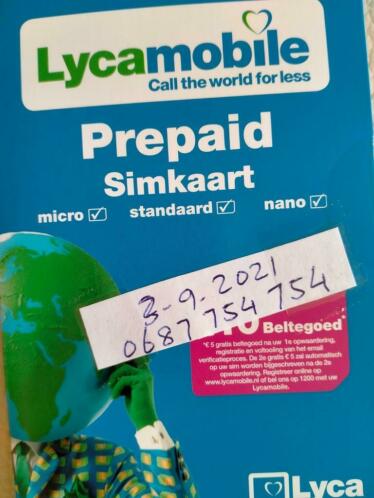 Lycamobile
Call the world for less
Prepaid
Simkaart
micro standaard nano
3-9-2021
0687 754 754
10 Beltegoed*
*€ 5 gratis beltegoed na uw 1e opwaardering,
registratie en voltooiing van het email
verificatieproces. De 2e gratis € 5 zal automatisch
op uw sim worden bijgeschreven na de 2e
opwaardering. Registreer online op
www.lycamobile.nl of bel ons op 1200 met uw
Lycamobile.
Lyca